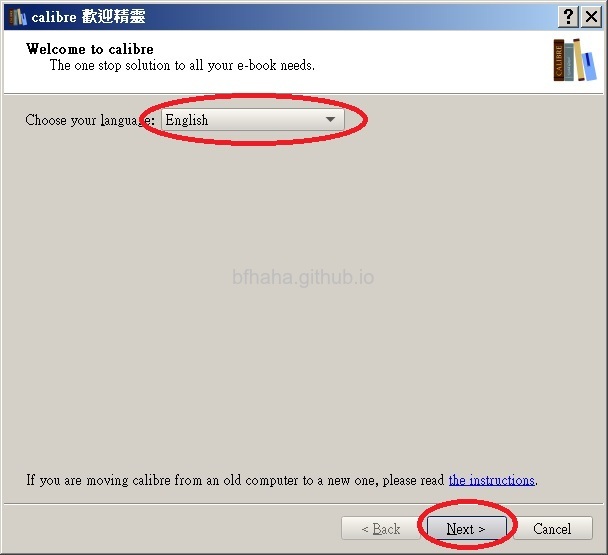 calibre 歡迎精靈
Welcome to calibre
The one stop solution to all your e-book needs.
CALIBRE
Choose your language: English
bfhaha.github.io
If you are moving calibre from an old computer to a new one, please read the instructions.
< Back Next > Cancel